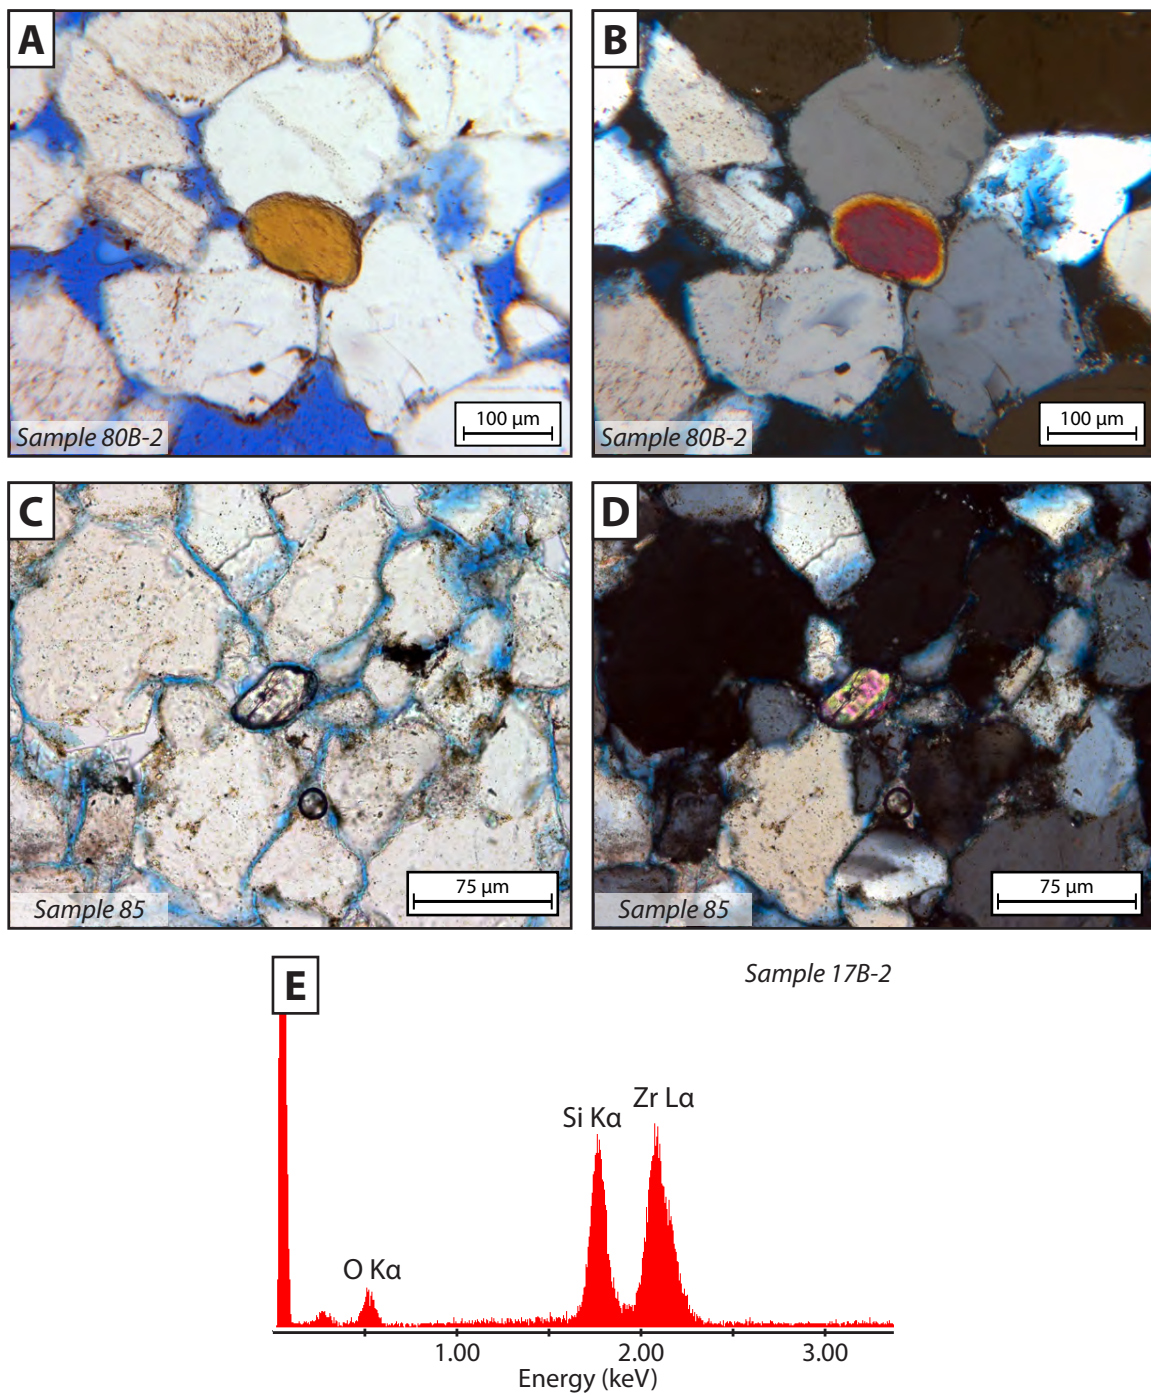 A
B
100 µm
100 µm
Sample 80B-2
Sample 80B-2
C
D
75 µm
75 µm
Sample 85
Sample 85
E
Sample 17B-2
Zr Lα
Si Kα
O Kα
1.00 2.00 3.00
Energy (keV)